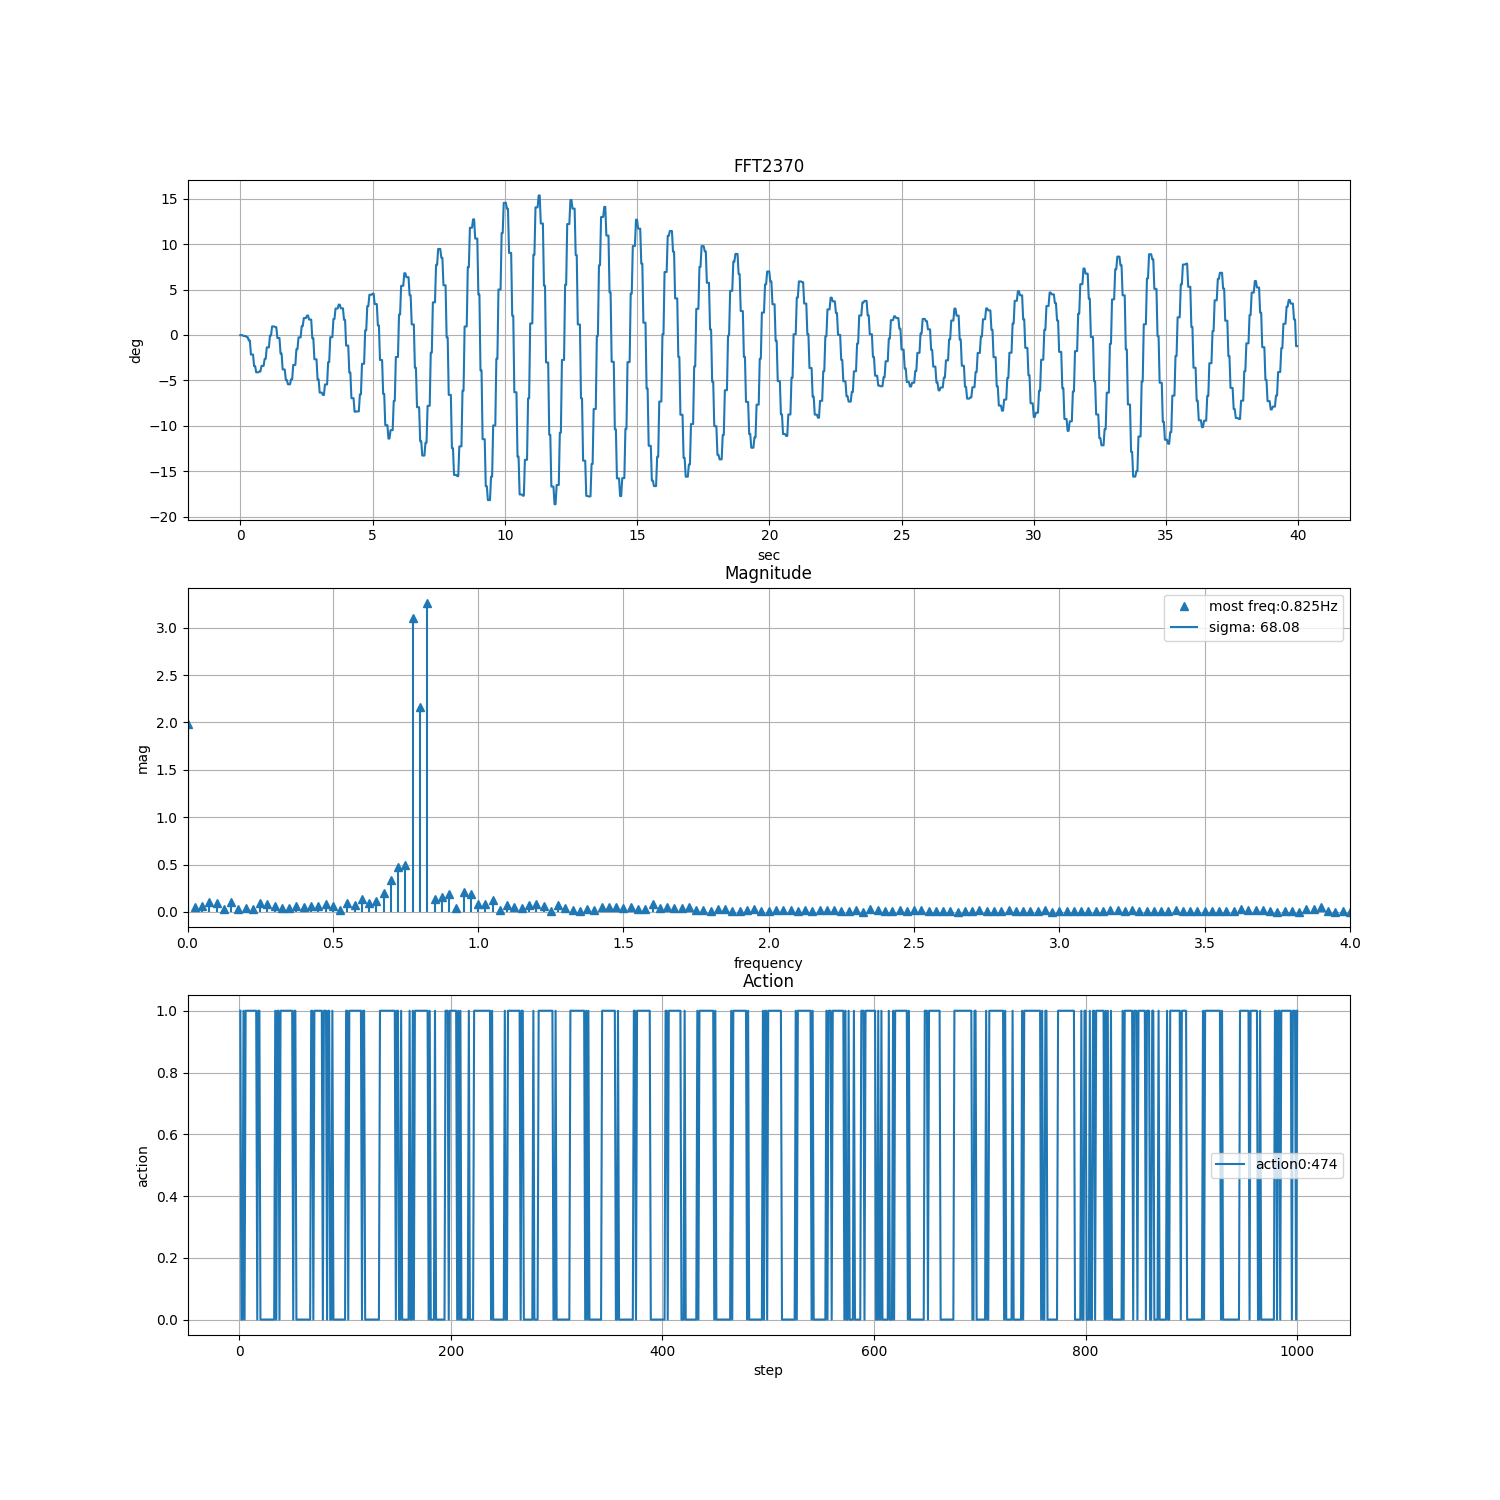 FFT2370
15
10
5
0
−5
−10
−15
−20
deg
0 5 10 15 20 25 30 35 40
sec
Magnitude
most freq:0.825Hz
sigma: 68.08
3.0
2.5
2.0
1.5
1.0
0.5
0.0
mag
0.0 0.5 1.0 1.5 2.0 2.5 3.0 3.5 4.0
frequency
Action
1.0
0.8
0.6
0.4
0.2
0.0
action
action0:474
0 200 400 600 800 1000
step